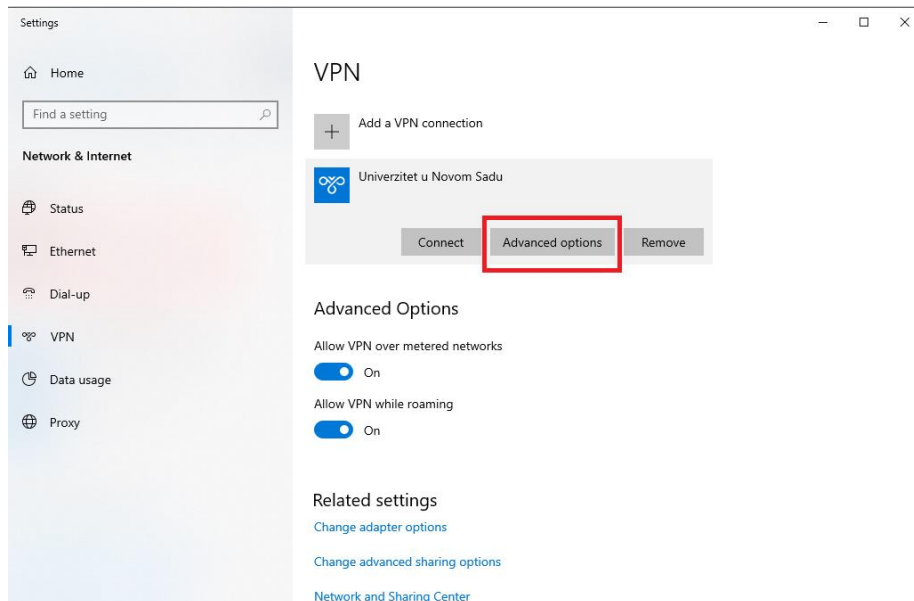 Settings
Home
Find a setting
Network & Internet
Status
Ethernet
Dial-up
VPN
Data usage
Proxy
VPN
Add a VPN connection
Univerzitet u Novom Sadu
Connect Advanced options Remove
Advanced Options
Allow VPN over metered networks
On
Allow VPN while roaming
On
Related settings
Change adapter options
Change advanced sharing options
Network and Sharing Center